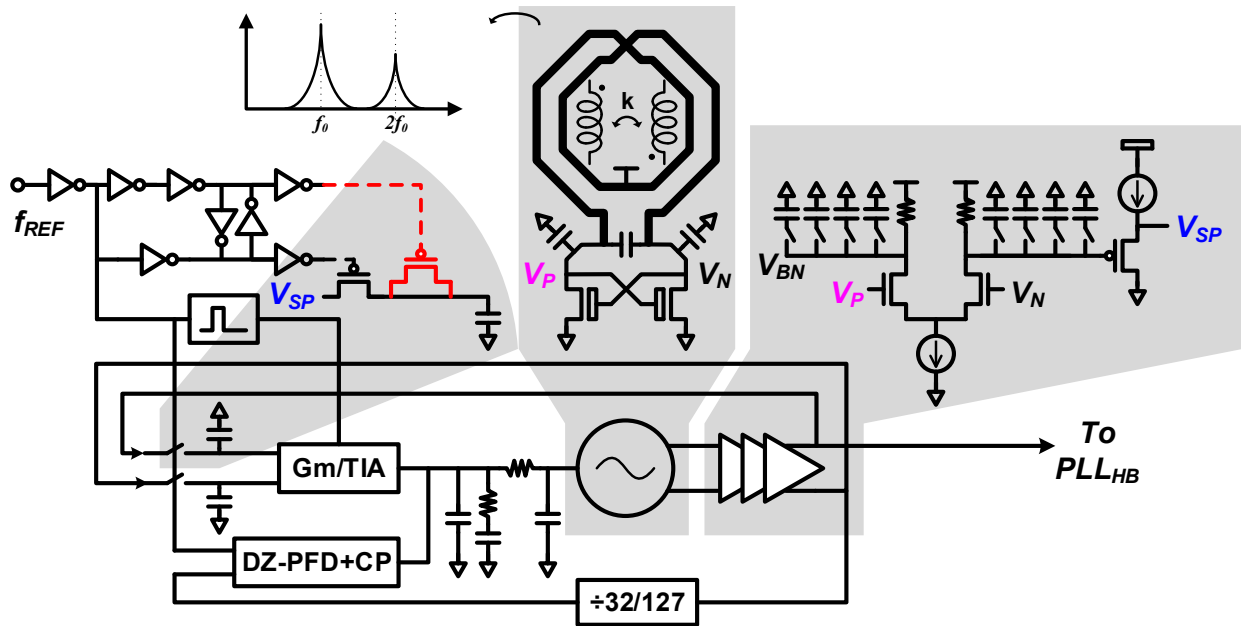 f0 2f0
k
fREF
VSP
VP VN
VBN
VP VN
VSP
Gm/TIA
To
PLLHB
DZ-PFD+CP
÷32/127